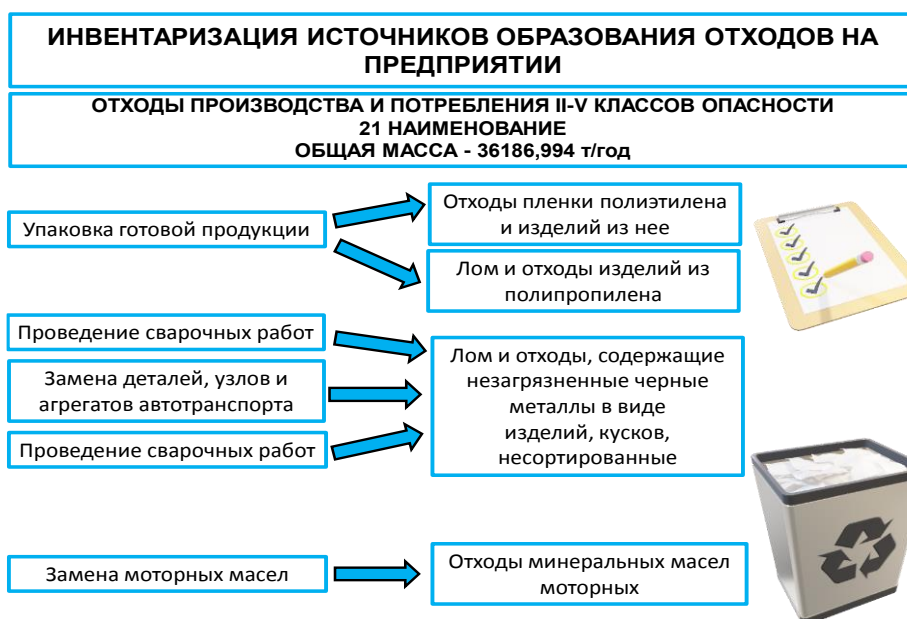 ИНВЕНТАРИЗАЦИЯ ИСТОЧНИКОВ ОБРАЗОВАНИЯ ОТХОДОВ НА
ПРЕДПРИЯТИИ
ОТХОДЫ ПРОИЗВОДСТВА И ПОТРЕБЛЕНИЯ II-V КЛАССОВ ОПАСНОСТИ
21 НАИМЕНОВАНИЕ
ОБЩАЯ МАССА - 36186,994 т/год
Упаковка готовой продукции
Отходы пленки полиэтилена
и изделий из нее
Лом и отходы изделий из
полипропилена
Проведение сварочных работ
Замена деталей, узлов и
агрегатов автотранспорта
Проведение сварочных работ
Лом и отходы, содержащие
незагрязненные черные
металлы в виде
изделий, кусков,
несортированные
Замена моторных масел
Отходы минеральных масел
моторных